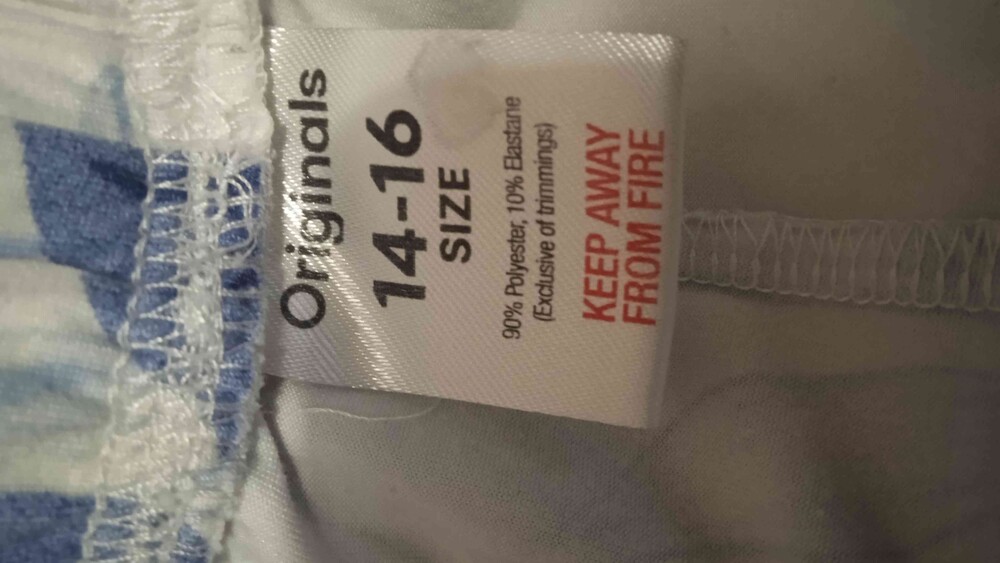 Originals
14-16
SIZE
90% Polyester, 10% Elastane
(Exclusive of trimmings)
KEEP AWAY
FROM FIRE